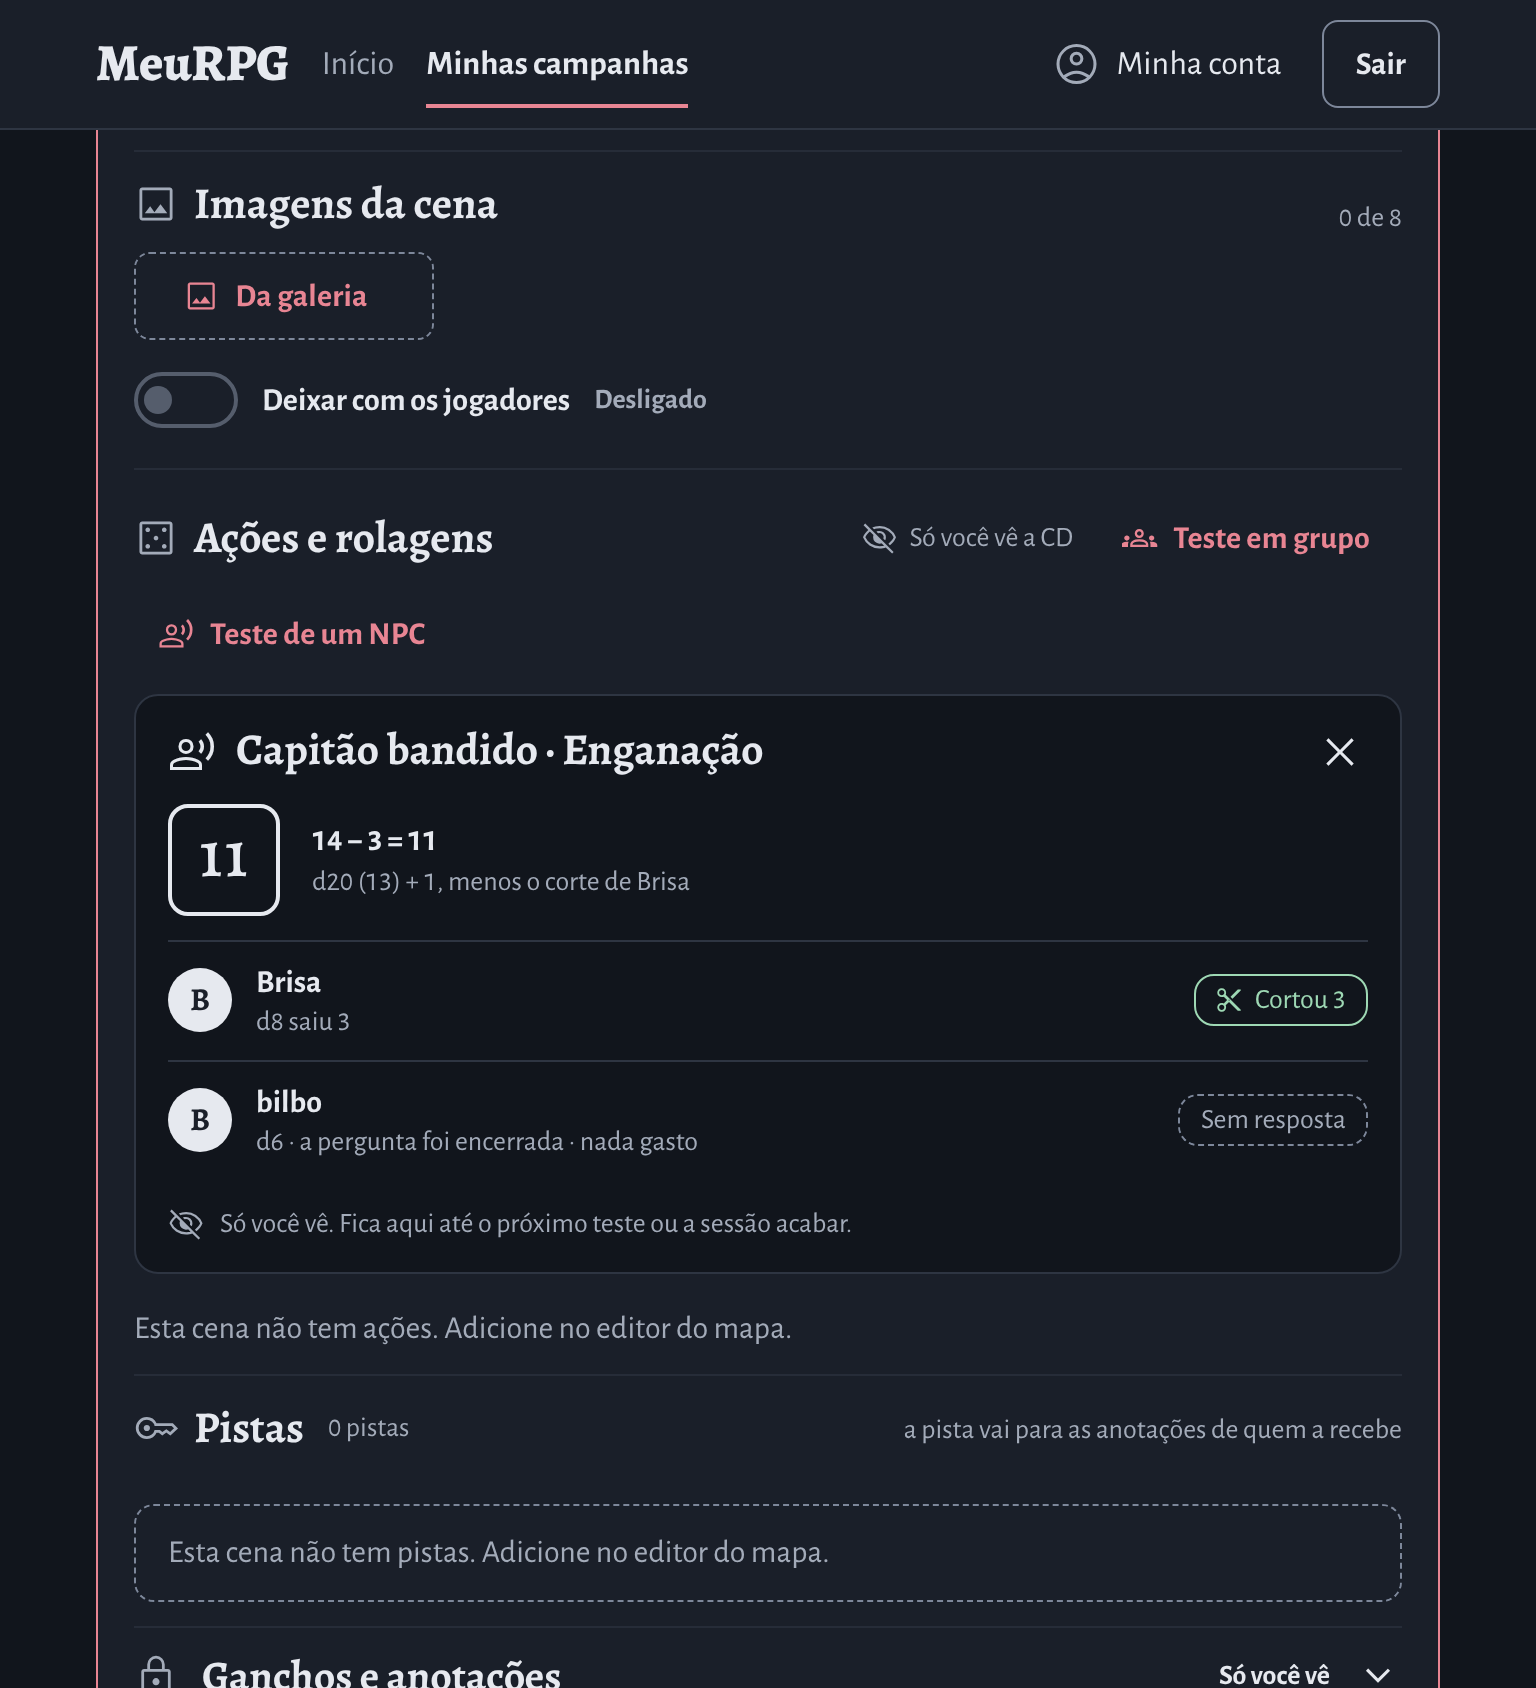 MeuRPG Início Minhas campanhas Minha conta Sair
Imagens da cena 0 de 8
Da galeria
Deixar com os jogadores Desligado
Ações e rolagens Só você vê a CD Teste em grupo
Teste de um NPC
Capitão bandido · Enganação
11 14 – 3 = 11
d20 (13) + 1, menos o corte de Brisa
B Brisa Cortou 3
d8 saiu 3
B bilbo Sem resposta
d6 · a pergunta foi encerrada · nada gasto
Só você vê. Fica aqui até o próximo teste ou a sessão acabar.
Esta cena não tem ações. Adicione no editor do mapa.
Pistas 0 pistas a pista vai para as anotações de quem a recebe
Esta cena não tem pistas. Adicione no editor do mapa.
Ganchos e anotações Só você vê